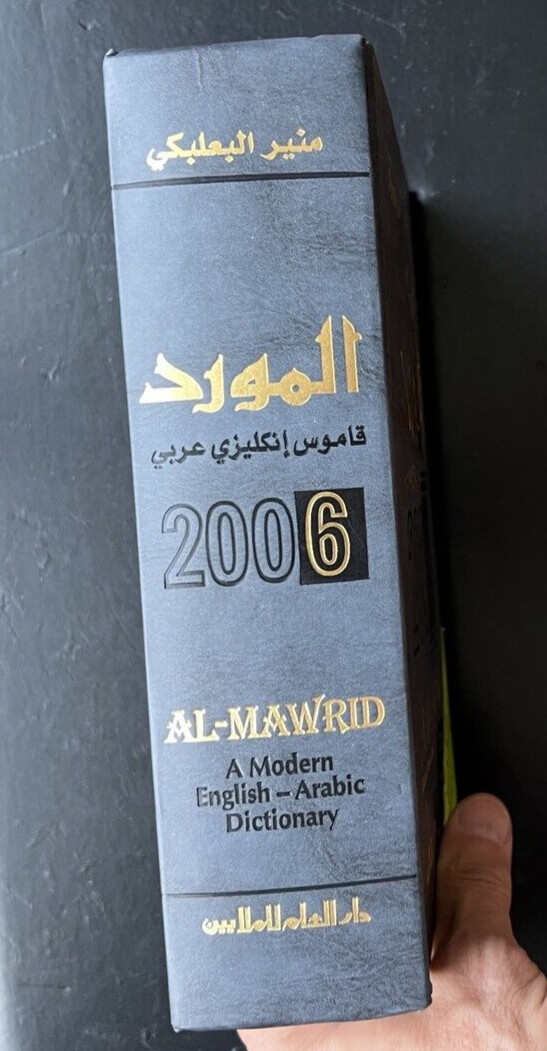 منير البعلبكي
المورد
قاموس إنكليزي عربي
2006
AL-MAWRID
A Modern
English – Arabic
Dictionary
دار العلم للملايين